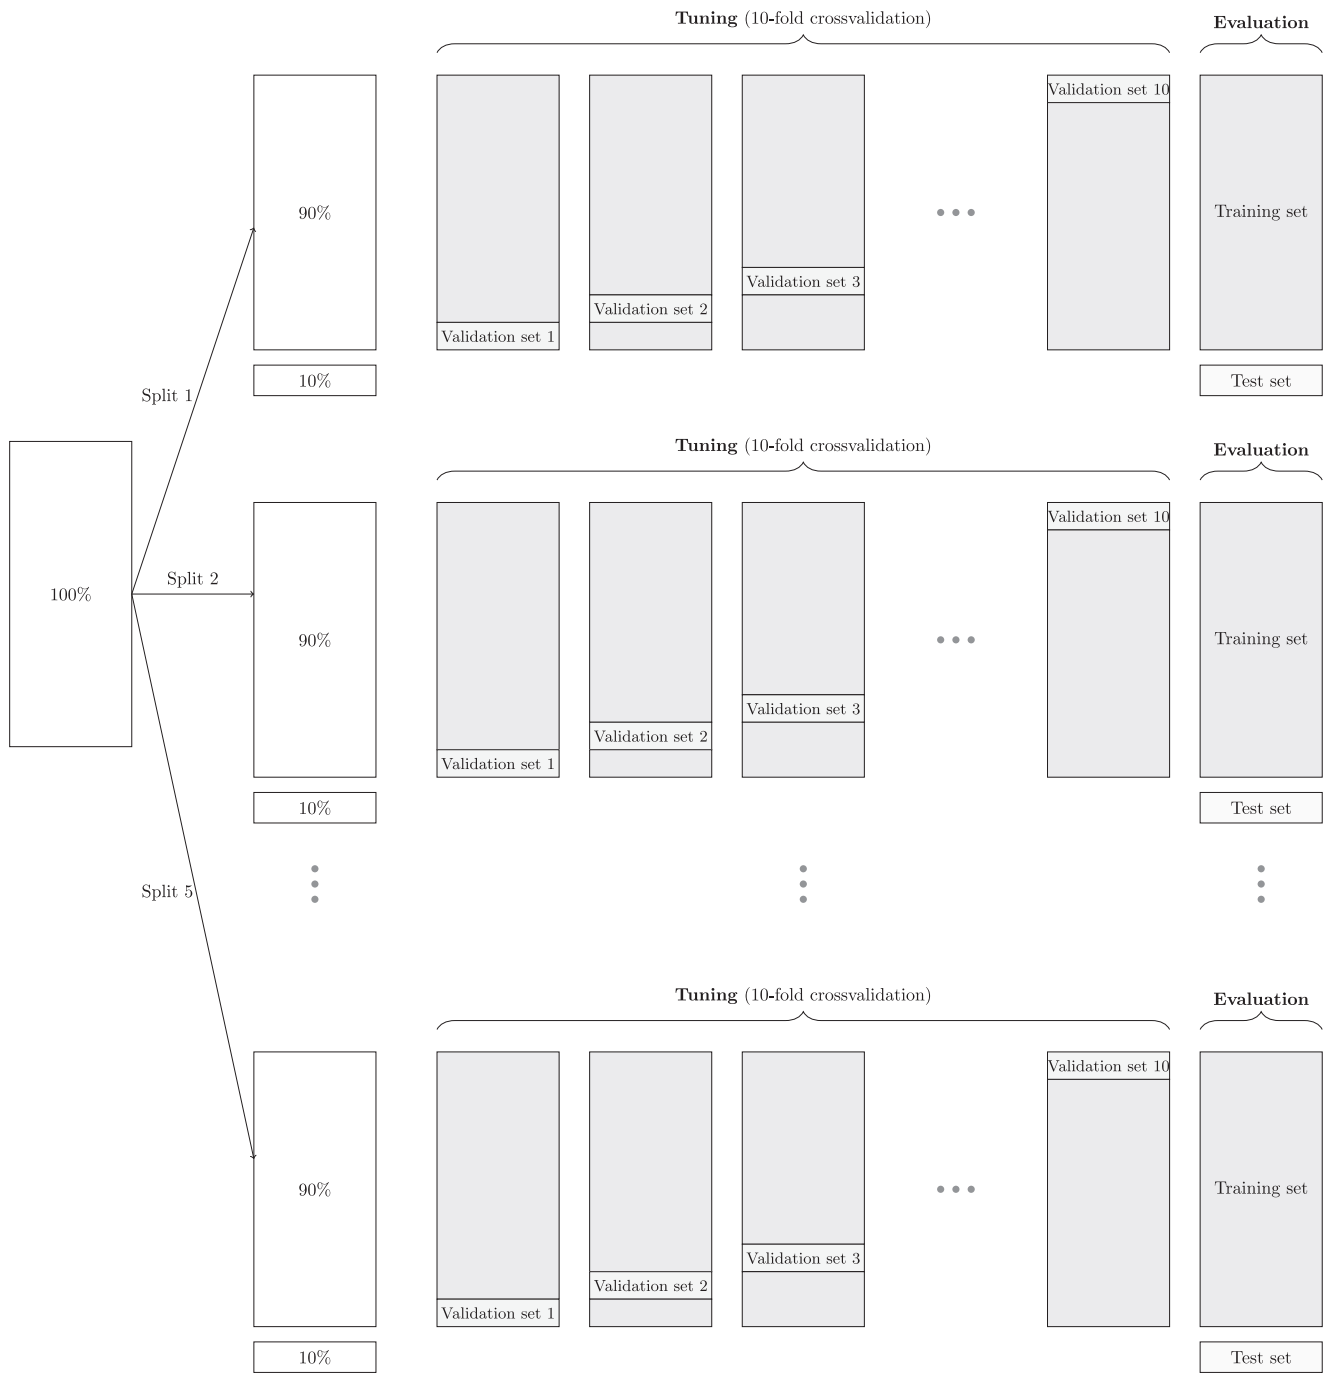 Tuning (10-fold crossvalidation)
Evaluation
Validation set 10
90%
Training set
Validation set 3
Validation set 2
Validation set 1
10%
Test set
Split 1
Tuning (10-fold crossvalidation)
Evaluation
Validation set 10
Split 2
100%
90%
Training set
Validation set 3
Validation set 2
Validation set 1
10%
Test set
Split 5
Tuning (10-fold crossvalidation)
Evaluation
Validation set 10
90%
Training set
Validation set 3
Validation set 2
Validation set 1
10%
Test set